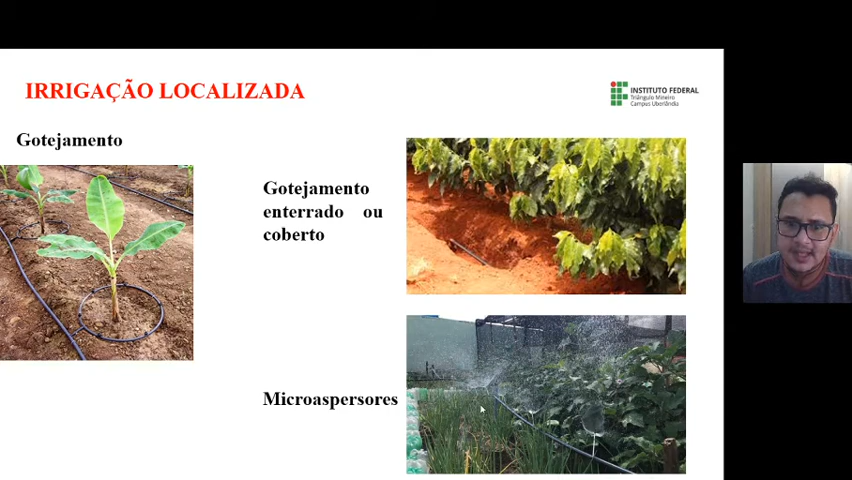 IRRIGAÇÃO LOCALIZADA
INSTITUTO FEDERAL
Triângulo Mineiro
Campus Uberlândia
Gotejamento
Gotejamento
enterrado ou
coberto
Microaspersores